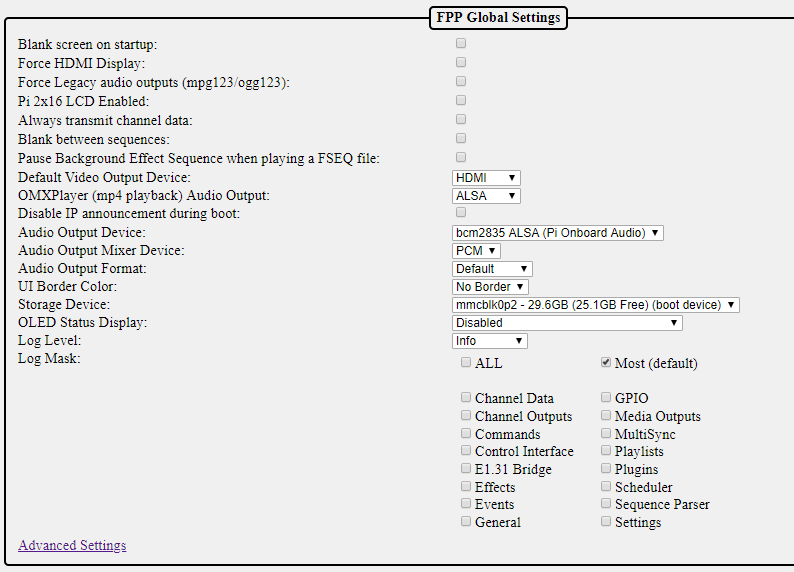 FPP Global Settings
Blank screen on startup:
Force HDMI Display:
Force Legacy audio outputs (mpg123/ogg123):
Pi 2x16 LCD Enabled:
Always transmit channel data:
Blank between sequences:
Pause Background Effect Sequence when playing a FSEQ file:
Default Video Output Device: HDMI
OMXPlayer (mp4 playback) Audio Output: ALSA
Disable IP announcement during boot:
Audio Output Device: bcm2835 ALSA (Pi Onboard Audio)
Audio Output Mixer Device: PCM
Audio Output Format: Default
UI Border Color: No Border
Storage Device: mmcblk0p2 - 29.6GB (25.1GB Free) (boot device)
OLED Status Display: Disabled
Log Level: Info
Log Mask:
ALL Most (default)
Channel Data GPIO
Channel Outputs Media Outputs
Commands MultiSync
Control Interface Playlists
E1.31 Bridge Plugins
Effects Scheduler
Events Sequence Parser
General Settings
Advanced Settings